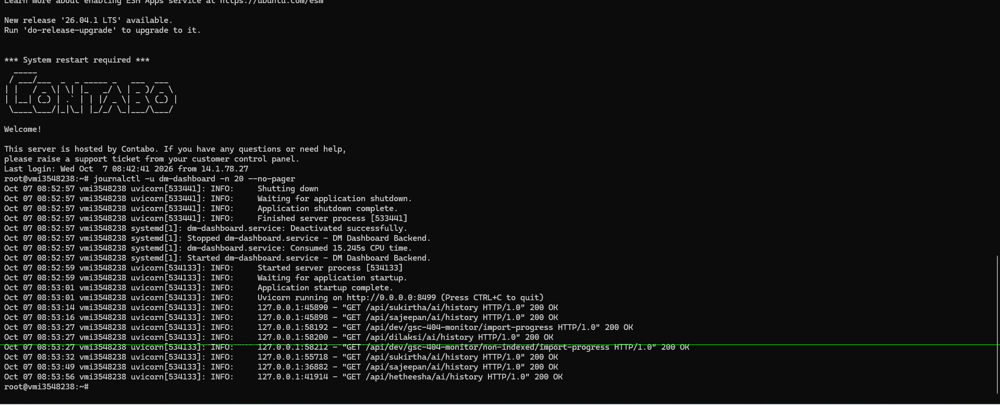 Learn more about enabling ESM Apps service at https://ubuntu.com/esm

New release '26.04.1 LTS' available.
Run 'do-release-upgrade' to upgrade to it.


*** System restart required ***
  _____
 / ___/___  _  _ _____ _   ___  ___
| |   / _ \| \| |_   _/ \ | _ )/ _ \
| |__| (_) | .` | | |/ _ \| _ \ (_) |
 \____\___/|_|\_| |_/_/ \_|___/\___/

Welcome!

This server is hosted by Contabo. If you have any questions or need help,
please raise a support ticket from your customer control panel.
Last login: Wed Oct  7 08:42:41 2026 from 14.1.78.27
root@vmi3548238:~# journalctl -u dm-dashboard -n 20 --no-pager
Oct 07 08:52:57 vmi3548238 uvicorn[533441]: INFO:     Shutting down
Oct 07 08:52:57 vmi3548238 uvicorn[533441]: INFO:     Waiting for application shutdown.
Oct 07 08:52:57 vmi3548238 uvicorn[533441]: INFO:     Application shutdown complete.
Oct 07 08:52:57 vmi3548238 uvicorn[533441]: INFO:     Finished server process [533441]
Oct 07 08:52:57 vmi3548238 systemd[1]: dm-dashboard.service: Deactivated successfully.
Oct 07 08:52:57 vmi3548238 systemd[1]: Stopped dm-dashboard.service - DM Dashboard Backend.
Oct 07 08:52:57 vmi3548238 systemd[1]: dm-dashboard.service: Consumed 15.245s CPU time.
Oct 07 08:52:57 vmi3548238 systemd[1]: Started dm-dashboard.service - DM Dashboard Backend.
Oct 07 08:52:59 vmi3548238 uvicorn[534133]: INFO:     Started server process [534133]
Oct 07 08:52:59 vmi3548238 uvicorn[534133]: INFO:     Waiting for application startup.
Oct 07 08:53:01 vmi3548238 uvicorn[534133]: INFO:     Application startup complete.
Oct 07 08:53:01 vmi3548238 uvicorn[534133]: INFO:     Uvicorn running on http://0.0.0.0:8499 (Press CTRL+C to quit)
Oct 07 08:53:14 vmi3548238 uvicorn[534133]: INFO:     127.0.0.1:45890 - "GET /api/sukirtha/ai/history HTTP/1.0" 200 OK
Oct 07 08:53:16 vmi3548238 uvicorn[534133]: INFO:     127.0.0.1:45898 - "GET /api/sajeepan/ai/history HTTP/1.0" 200 OK
Oct 07 08:53:27 vmi3548238 uvicorn[534133]: INFO:     127.0.0.1:58192 - "GET /api/dev/gsc-404-monitor/import-progress HTTP/1.0" 200 OK
Oct 07 08:53:27 vmi3548238 uvicorn[534133]: INFO:     127.0.0.1:58200 - "GET /api/dilaksi/ai/history HTTP/1.0" 200 OK
Oct 07 08:53:27 vmi3548238 uvicorn[534133]: INFO:     127.0.0.1:58212 - "GET /api/dev/gsc-404-monitor/non-indexed/import-progress HTTP/1.0" 200 OK
Oct 07 08:53:32 vmi3548238 uvicorn[534133]: INFO:     127.0.0.1:55718 - "GET /api/sukirtha/ai/history HTTP/1.0" 200 OK
Oct 07 08:53:49 vmi3548238 uvicorn[534133]: INFO:     127.0.0.1:36882 - "GET /api/sajeepan/ai/history HTTP/1.0" 200 OK
Oct 07 08:53:56 vmi3548238 uvicorn[534133]: INFO:     127.0.0.1:41914 - "GET /api/hetheesha/ai/history HTTP/1.0" 200 OK
root@vmi3548238:~#